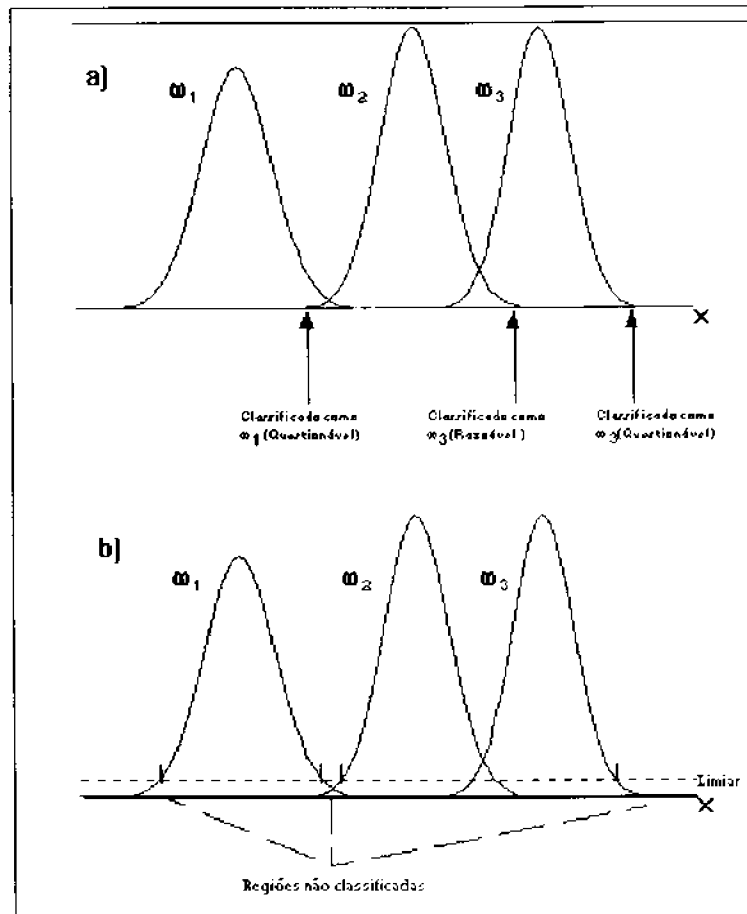 a)
ω1
ω2
ω3
X
Classificado como
ω1(Questionável)
Classificado como
ω3(Razoável)
Classificado como
ω3(Questionável)
b)
ω1
ω2
ω3
Limiar
X
Regiões não classificadas